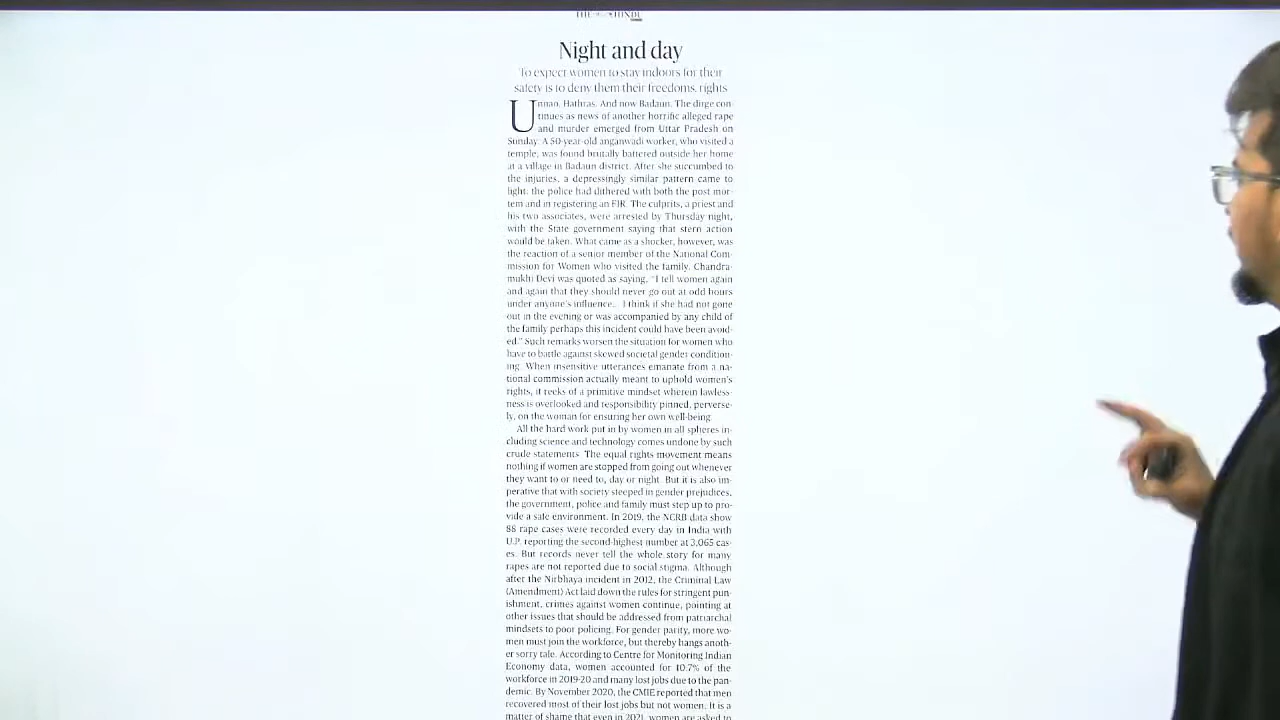 THE HINDU
Night and day
To expect women to stay indoors for their
safety is to deny them their freedoms, rights
Unnao, Hathras. And now Badaun. The dirge con-
tinues as news of another horrific alleged rape
and murder emerged from Uttar Pradesh on
Sunday. A 50-year-old anganwadi worker, who visited a
temple, was found brutally battered outside her home
at a village in Badaun district. After she succumbed to
the injuries, a depressingly similar pattern came to
light: the police had dithered with both the post mor-
tem and in registering an FIR. The culprits, a priest and
his two associates, were arrested by Thursday night,
with the State government saying that stern action
would be taken. What came as a shocker, however, was
the reaction of a senior member of the National Com-
mission for Women who visited the family. Chandra-
mukhi Devi was quoted as saying, “I tell women again
and again that they should never go out at odd hours
under anyone's influence... I think if she had not gone
out in the evening or was accompanied by any child of
the family perhaps this incident could have been avoid-
ed.” Such remarks worsen the situation for women who
have to battle against skewed societal gender condition-
ing. When insensitive utterances emanate from a na-
tional commission actually meant to uphold women's
rights, it reeks of a primitive mindset wherein lawless-
ness is overlooked and responsibility pinned, perverse-
ly, on the woman for ensuring her own well-being.
All the hard work put in by women in all spheres in-
cluding science and technology comes undone by such
crude statements. The equal rights movement means
nothing if women are stopped from going out whenever
they want to or need to, day or night. But it is also im-
perative that with society steeped in gender prejudices,
the government, police and family must step up to pro-
vide a safe environment. In 2019, the NCRB data show
88 rape cases were recorded every day in India with
U.P. reporting the second-highest number at 3,065 cas-
es. But records never tell the whole story for many
rapes are not reported due to social stigma. Although
after the Nirbhaya incident in 2012, the Criminal Law
(Amendment) Act laid down the rules for stringent pun-
ishment, crimes against women continue, pointing at
other issues that should be addressed from patriarchal
mindsets to poor policing. For gender parity, more wo-
men must join the workforce, but thereby hangs anoth-
er sorry tale. According to Centre for Monitoring Indian
Economy data, women accounted for 10.7% of the
workforce in 2019-20 and many lost jobs due to the pan-
demic. By November 2020, the CMIE reported that men
recovered most of their lost jobs but not women. It is a
matter of shame that even in 2021, women are asked to